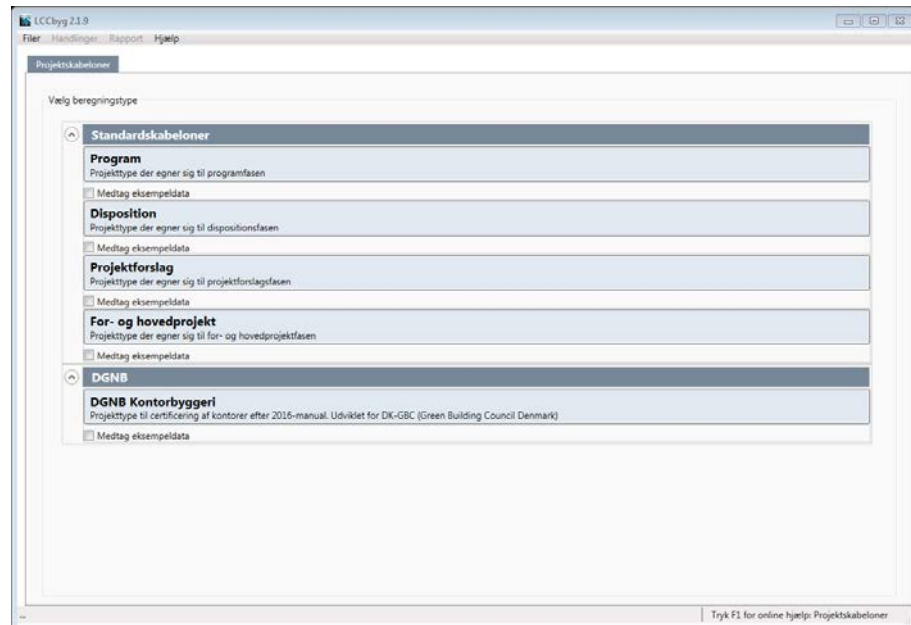 LCCbyg 2.1.9
Filer Handlinger Rapport Hjælp
Projektskabeloner
Vælg beregningstype
Standardskabeloner
Program
Projekttype der egner sig til programfasen
Medtag eksempeldata
Disposition
Projekttype der egner sig til dispositionsfasen
Medtag eksempeldata
Projektforslag
Projekttype der egner sig til projektforslagsfasen
Medtag eksempeldata
For- og hovedprojekt
Projekttype der egner sig til for- og hovedprojektfasen
Medtag eksempeldata
DGNB
DGNB Kontorbyggeri
Projekttype til certificering af kontorer efter 2016-manual. Udviklet for DK-GBC (Green Building Council Denmark)
Medtag eksempeldata
... Tryk F1 for online hjælp: Projektskabeloner